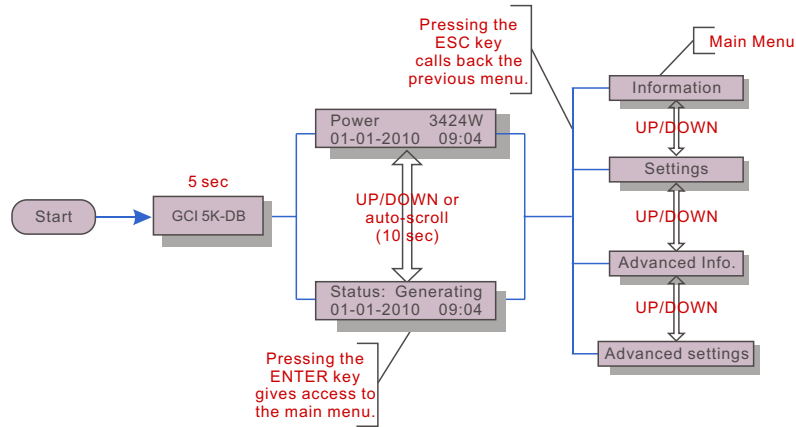 Start
5 sec
GCI 5K-DB
Power 3424W
01-01-2010 09:04
UP/DOWN or
auto-scroll
(10 sec)
Status: Generating
01-01-2010 09:04
Pressing the
ENTER key
gives access to
the main menu.
Pressing the
ESC key
calls back the
previous menu.
Main Menu
Information
UP/DOWN
Settings
UP/DOWN
Advanced Info.
UP/DOWN
Advanced settings